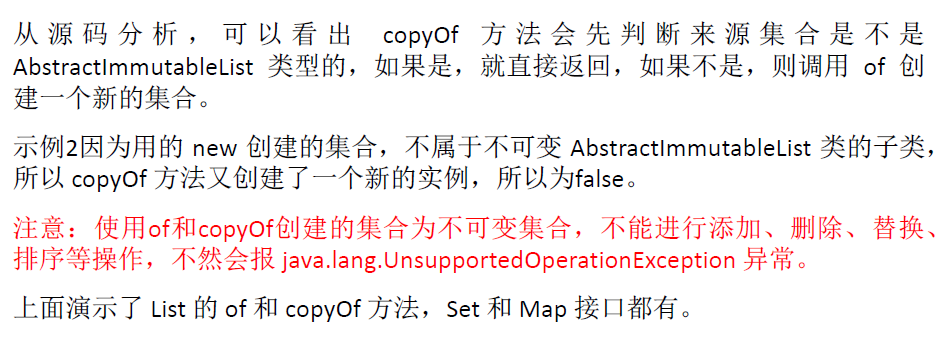 从源码分析，可以看出 copyOf 方法会先判断来源集合是不是
AbstractImmutableList 类型的，如果是，就直接返回，如果不是，则调用 of 创
建一个新的集合。
示例2因为用的 new 创建的集合，不属于不可变 AbstractImmutableList 类的子类，
所以 copyOf 方法又创建了一个新的实例，所以为false。
注意：使用of和copyOf创建的集合为不可变集合，不能进行添加、删除、替换、
排序等操作，不然会报 java.lang.UnsupportedOperationException 异常。
上面演示了 List 的 of 和 copyOf 方法，Set 和 Map 接口都有。